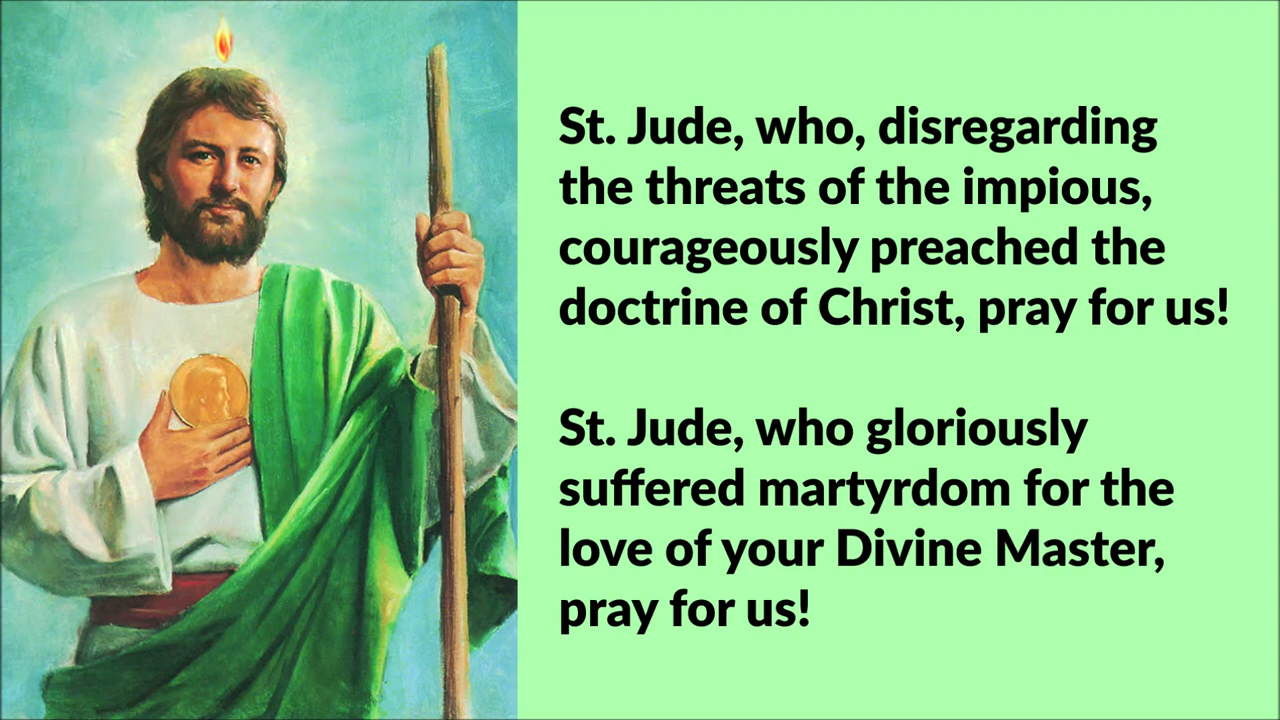 St. Jude, who, disregarding
the threats of the impious,
courageously preached the
doctrine of Christ, pray for us!
St. Jude, who gloriously
suffered martyrdom for the
love of your Divine Master,
pray for us!